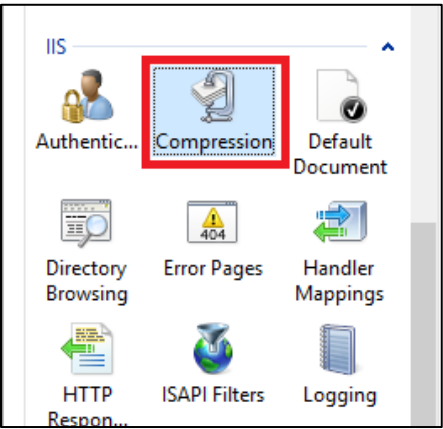 IIS
Authentic...
Compression
Default
Document
Directory
Browsing
404
Error Pages
Handler
Mappings
HTTP
Respon...
ISAPI Filters
Logging